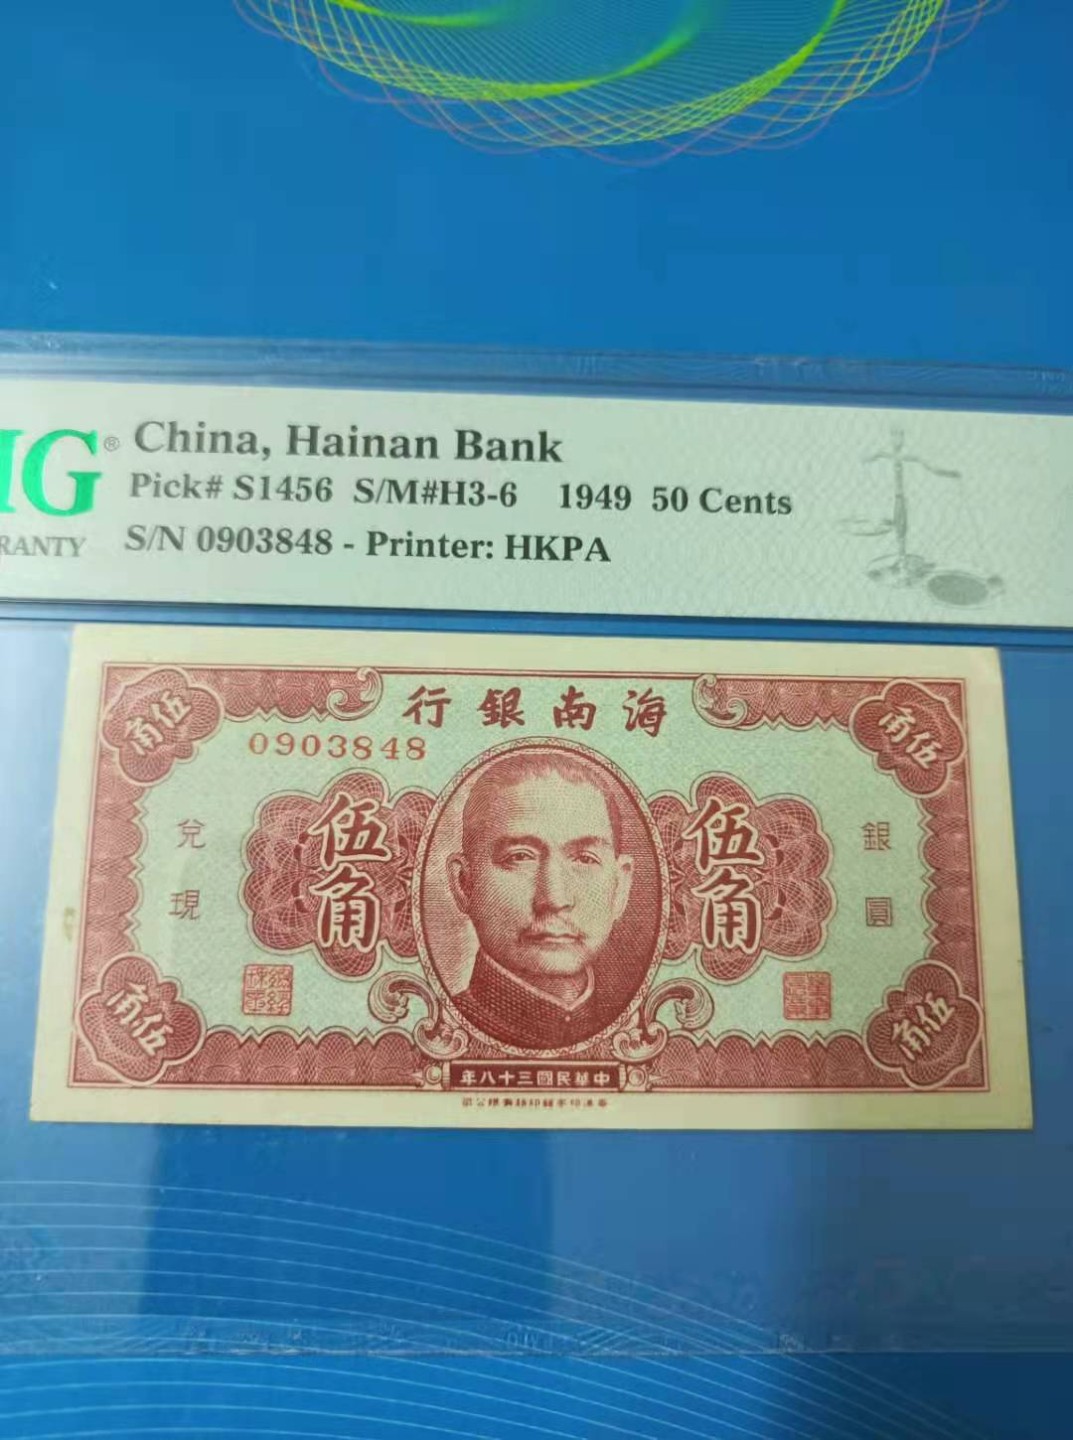 MG® China, Hainan Bank
Pick# S1456 S/M#H3-6 1949 50 Cents
RANTY S/N 0903848 - Printer: HKPA
海南銀行
伍角
伍角
0903848
伍角
伍角
銀圓
兌現
伍角
伍角
中華民國三十八年